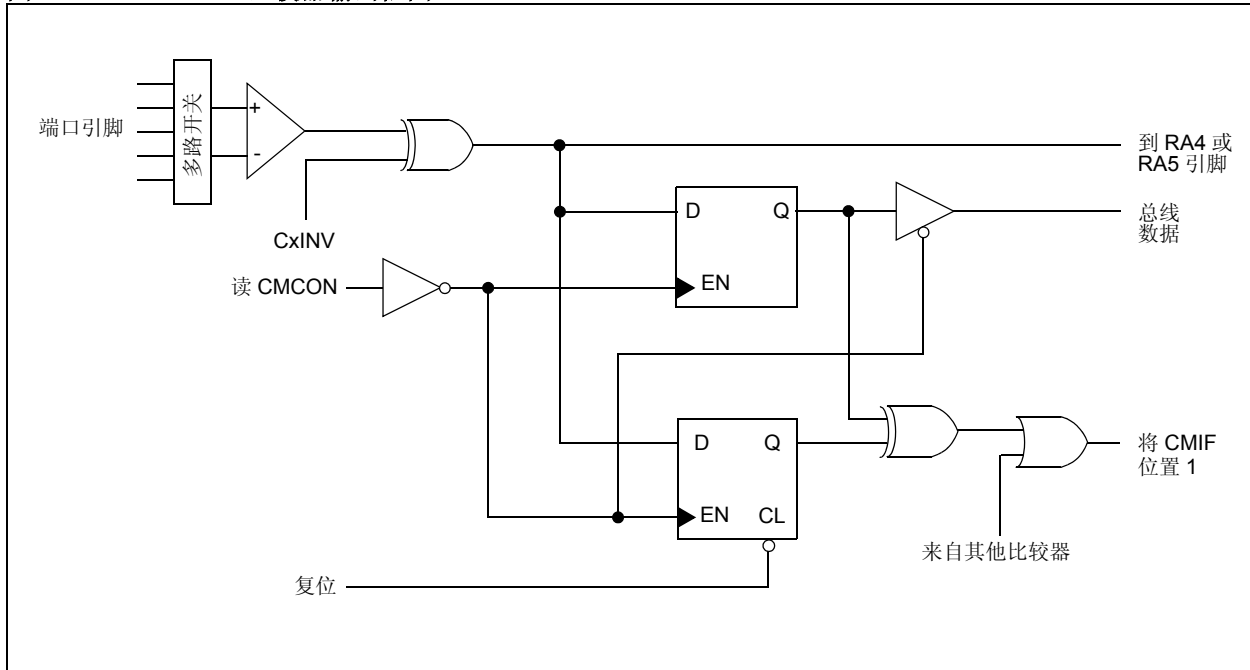 端口引脚
多路开关
+
-
CxINV
到 RA4 或
RA5 引脚
D
Q
EN
总线
数据
读 CMCON
D
Q
EN
CL
将 CMIF
位置 1
来自其他比较器
复位